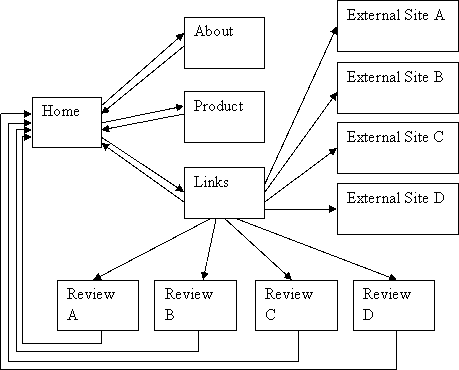 External Site A
About
External Site B
Home
Product
External Site C
Links
External Site D
Review
A
Review
B
Review
C
Review
D